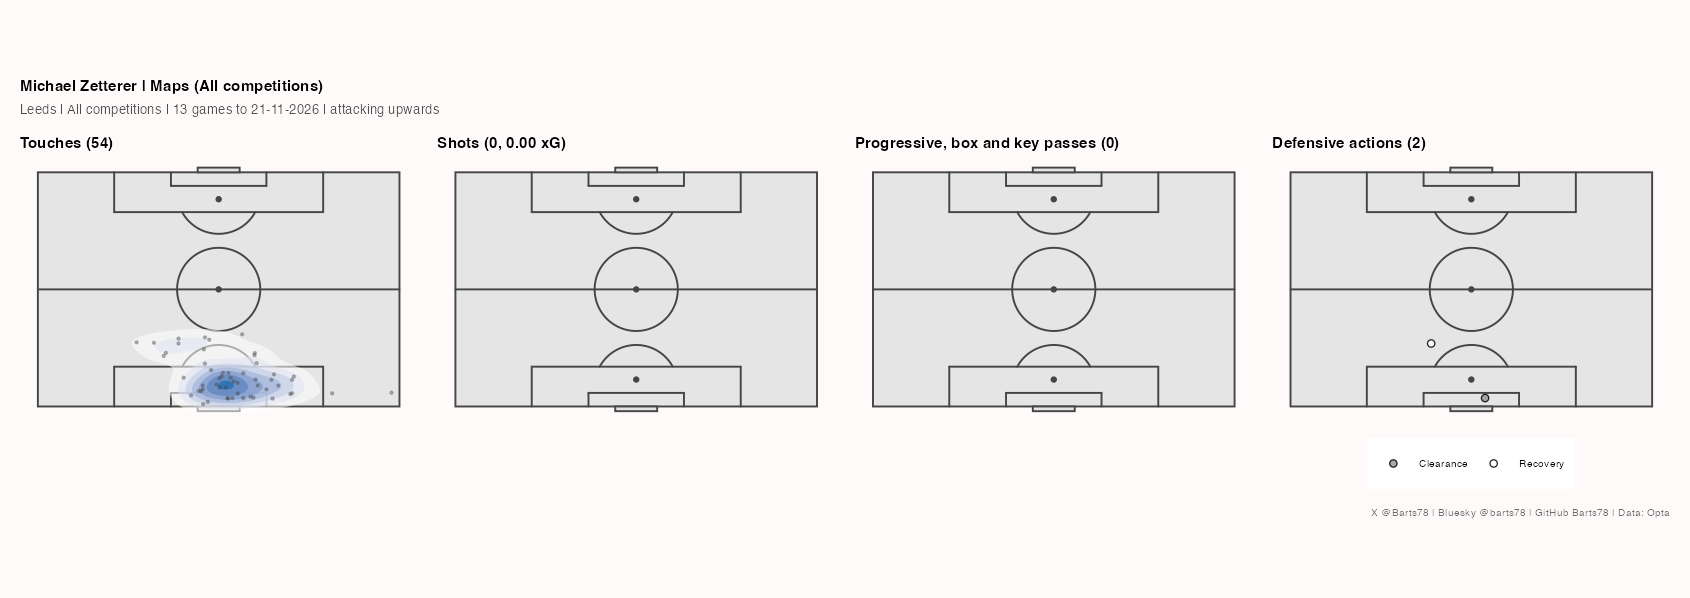 Michael Zetterer | Maps (All competitions)
Leeds | All competitions | 13 games to 21-11-2026 | attacking upwards
Touches (54)
Shots (0, 0.00 xG)
Progressive, box and key passes (0)
Defensive actions (2)
Clearance
Recovery
X @Barts78 | Bluesky @barts78 | GitHub Barts78 | Data: Opta